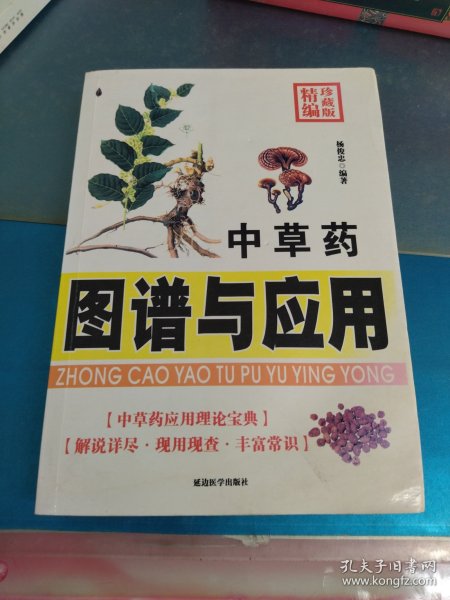 精编
珍藏版
杨俊忠 ◎ 编著
中草药
图谱与应用
ZHONG CAO YAO TU PU YU YING YONG
【中草药应用理论宝典】
【解说详尽·现用现查·丰富常识】
延边医学出版社
孔夫子旧书网
www.kongfz.com